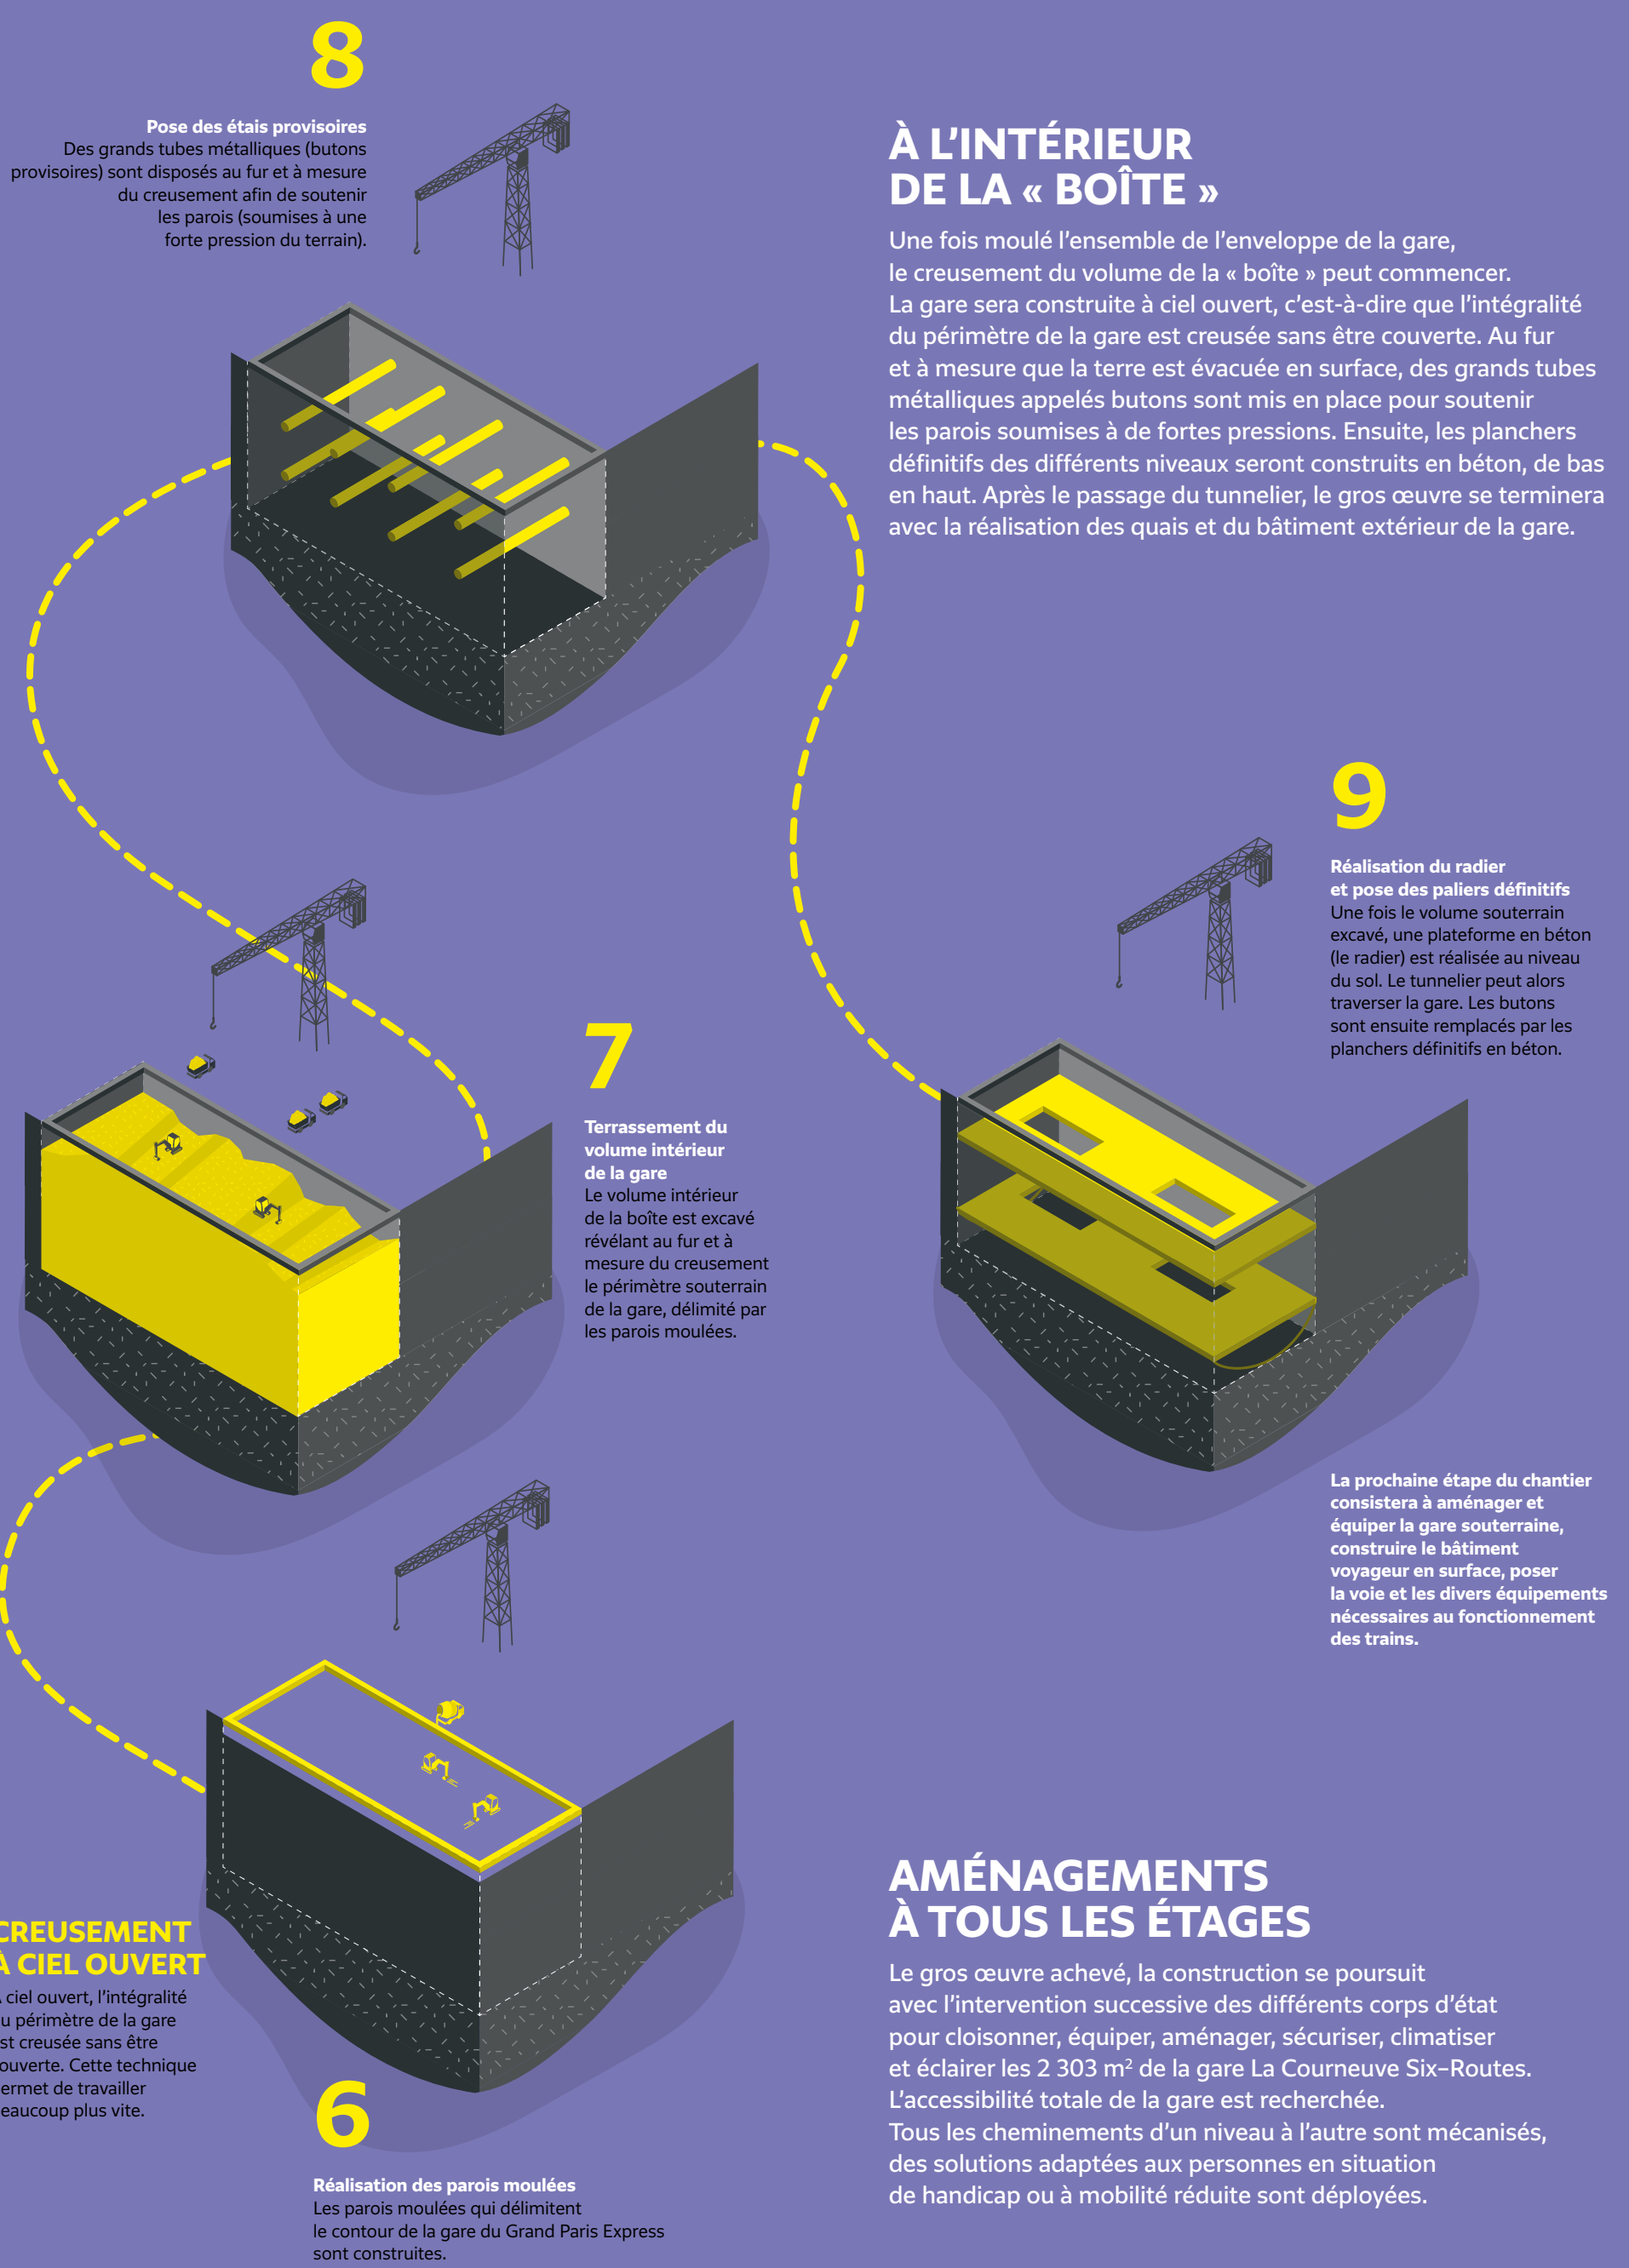 8
Pose des étais provisoires
Des grands tubes métalliques (butons
provisoires) sont disposés au fur et à mesure
du creusement afin de soutenir
les parois (soumises à une
forte pression du terrain).
À L’INTÉRIEUR
DE LA « BOÎTE »
Une fois moulé l’ensemble de l’enveloppe de la gare,
le creusement du volume de la « boîte » peut commencer.
La gare sera construite à ciel ouvert, c’est-à-dire que l’intégralité
du périmètre de la gare est creusée sans être couverte. Au fur
et à mesure que la terre est évacuée en surface, des grands tubes
métalliques appelés butons sont mis en place pour soutenir
les parois soumises à de fortes pressions. Ensuite, les planchers
définitifs des différents niveaux seront construits en béton, de bas
en haut. Après le passage du tunnelier, le gros œuvre se terminera
avec la réalisation des quais et du bâtiment extérieur de la gare.
9
Réalisation du radier
et pose des paliers définitifs
Une fois le volume souterrain
excavé, une plateforme en béton
(le radier) est réalisée au niveau
du sol. Le tunnelier peut alors
traverser la gare. Les butons
sont ensuite remplacés par les
planchers définitifs en béton.
7
Terrassement du
volume intérieur
de la gare
Le volume intérieur
de la boîte est excavé
révélant au fur et à
mesure du creusement
le périmètre souterrain
de la gare, délimité par
les parois moulées.
La prochaine étape du chantier
consistera à aménager et
équiper la gare souterraine,
construire le bâtiment
voyageur en surface, poser
la voie et les divers équipements
nécessaires au fonctionnement
des trains.
CREUSEMENT
À CIEL OUVERT
ciel ouvert, l’intégralité
u périmètre de la gare
st creusée sans être
ouverte. Cette technique
ermet de travailler
eaucoup plus vite.
6
Réalisation des parois moulées
Les parois moulées qui délimitent
le contour de la gare du Grand Paris Express
sont construites.
AMÉNAGEMENTS
À TOUS LES ÉTAGES
Le gros œuvre achevé, la construction se poursuit
avec l’intervention successive des différents corps d’état
pour cloisonner, équiper, aménager, sécuriser, climatiser
et éclairer les 2 303 m² de la gare La Courneuve Six-Routes.
L’accessibilité totale de la gare est recherchée.
Tous les cheminements d’un niveau à l’autre sont mécanisés,
des solutions adaptées aux personnes en situation
de handicap ou à mobilité réduite sont déployées.